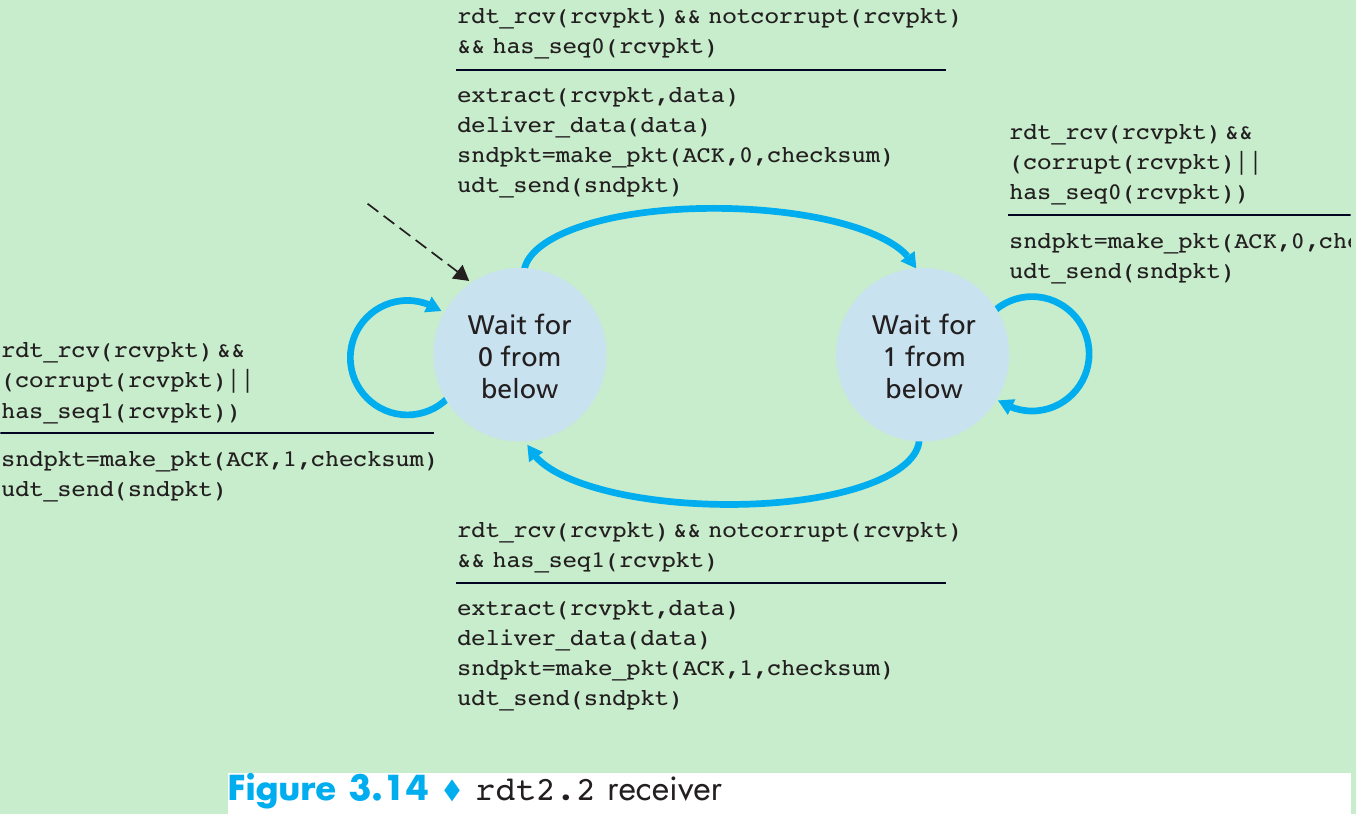 rdt_rcv(rcvpkt) && notcorrupt(rcvpkt)
&& has_seq0(rcvpkt)
extract(rcvpkt,data)
deliver_data(data)
sndpkt=make_pkt(ACK,0,checksum)
udt_send(sndpkt)
rdt_rcv(rcvpkt) &&
(corrupt(rcvpkt)||
has_seq0(rcvpkt))
sndpkt=make_pkt(ACK,0,
udt_send(sndpkt)
Wait for
0 from
below
Wait for
1 from
below
rdt_rcv(rcvpkt) &&
(corrupt(rcvpkt)||
has_seq1(rcvpkt))
sndpkt=make_pkt(ACK,1,checksum)
udt_send(sndpkt)
rdt_rcv(rcvpkt) && notcorrupt(rcvpkt)
&& has_seq1(rcvpkt)
extract(rcvpkt,data)
deliver_data(data)
sndpkt=make_pkt(ACK,1,checksum)
udt_send(sndpkt)
Figure 3.14 ♦ rdt2.2 receiver